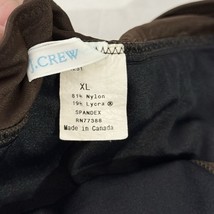 J.CREW
XL
81% Nylon
19% Lycra ®
SPANDEX
RN77388
Made in Canada